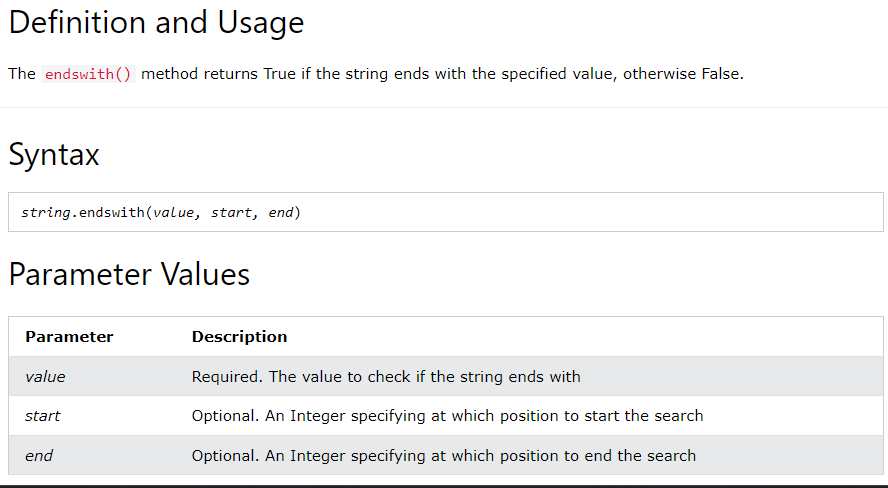 Definition and Usage
The endswith() method returns True if the string ends with the specified value, otherwise False.
Syntax
string.endswith(value, start, end)
Parameter Values
Parameter Description
value Required. The value to check if the string ends with
start Optional. An Integer specifying at which position to start the search
end Optional. An Integer specifying at which position to end the search